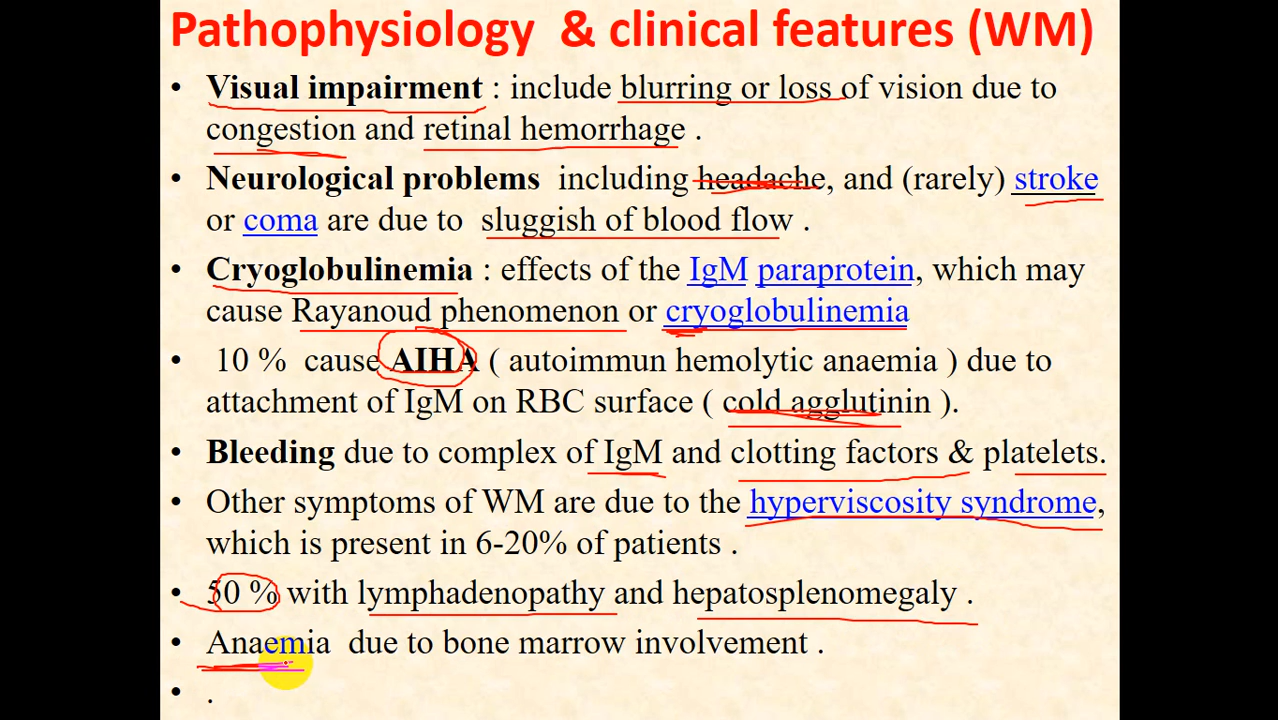 Pathophysiology & clinical features (WM)
• Visual impairment : include blurring or loss of vision due to
congestion and retinal hemorrhage .
• Neurological problems including headache, and (rarely) stroke
or coma are due to sluggish of blood flow .
• Cryoglobulinemia : effects of the IgM paraprotein, which may
cause Rayanoud phenomenon or cryoglobulinemia
• 10 % cause AIHA ( autoimmun hemolytic anaemia ) due to
attachment of IgM on RBC surface ( cold agglutinin ).
• Bleeding due to complex of IgM and clotting factors & platelets.
• Other symptoms of WM are due to the hyperviscosity syndrome,
which is present in 6-20% of patients .
• 50 % with lymphadenopathy and hepatosplenomegaly .
• Anaemia due to bone marrow involvement .
• .